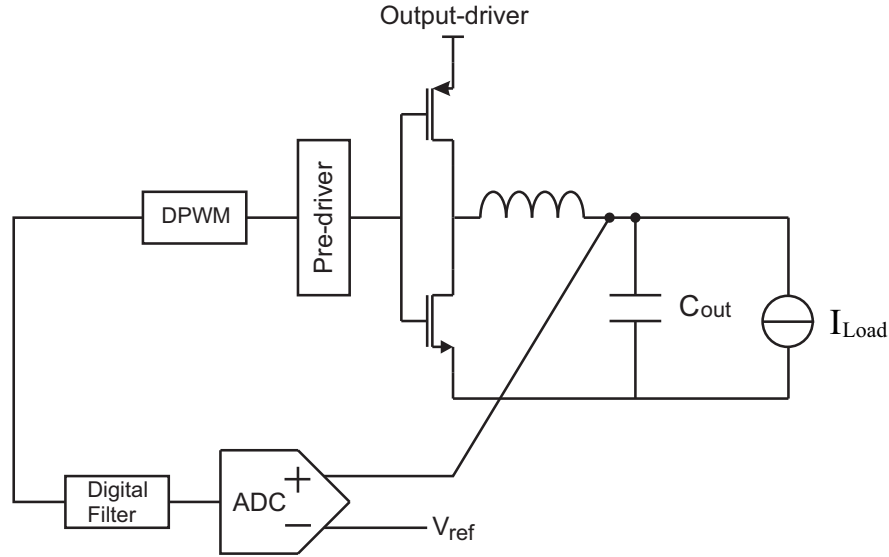 Output-driver
DPWM
Pre-driver
Cout
ILoad
Digital
Filter
ADC
+
−
Vref